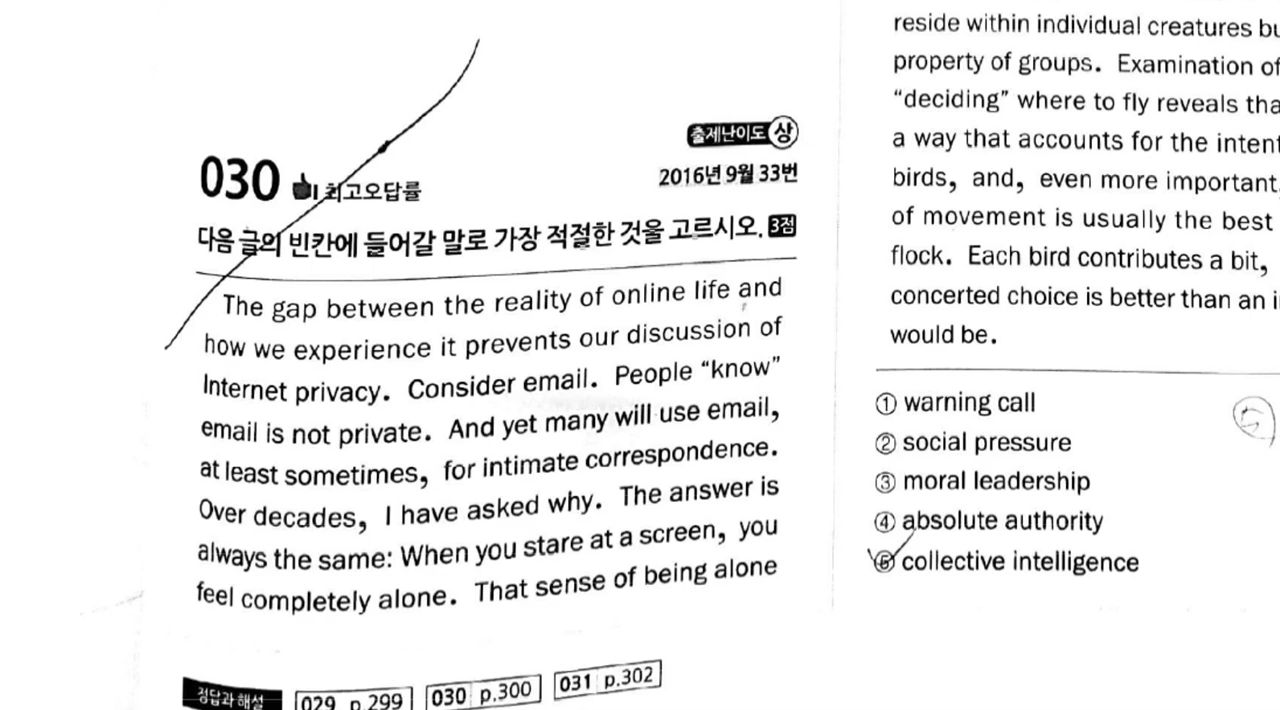 출제난이도 상
030 최고오답률
2016년 9월 33번
다음 글의 빈칸에 들어갈 말로 가장 적절한 것을 고르시오. 3점
The gap between the reality of online life and
how we experience it prevents our discussion of
Internet privacy. Consider email. People “know”
email is not private. And yet many will use email,
at least sometimes, for intimate correspondence.
Over decades, I have asked why. The answer is
always the same: When you stare at a screen, you
feel completely alone. That sense of being alone
정답과 해설 029 p.299 030 p.300 031 p.302
reside within individual creatures
property of groups. Examination of
“deciding” where to fly reveals
a way that accounts for the
birds, and, even more important,
of movement is usually the best
flock. Each bird contributes a bit,
concerted choice is better than an
would be.
① warning call
② social pressure
③ moral leadership
④ absolute authority
⑤ collective intelligence
5